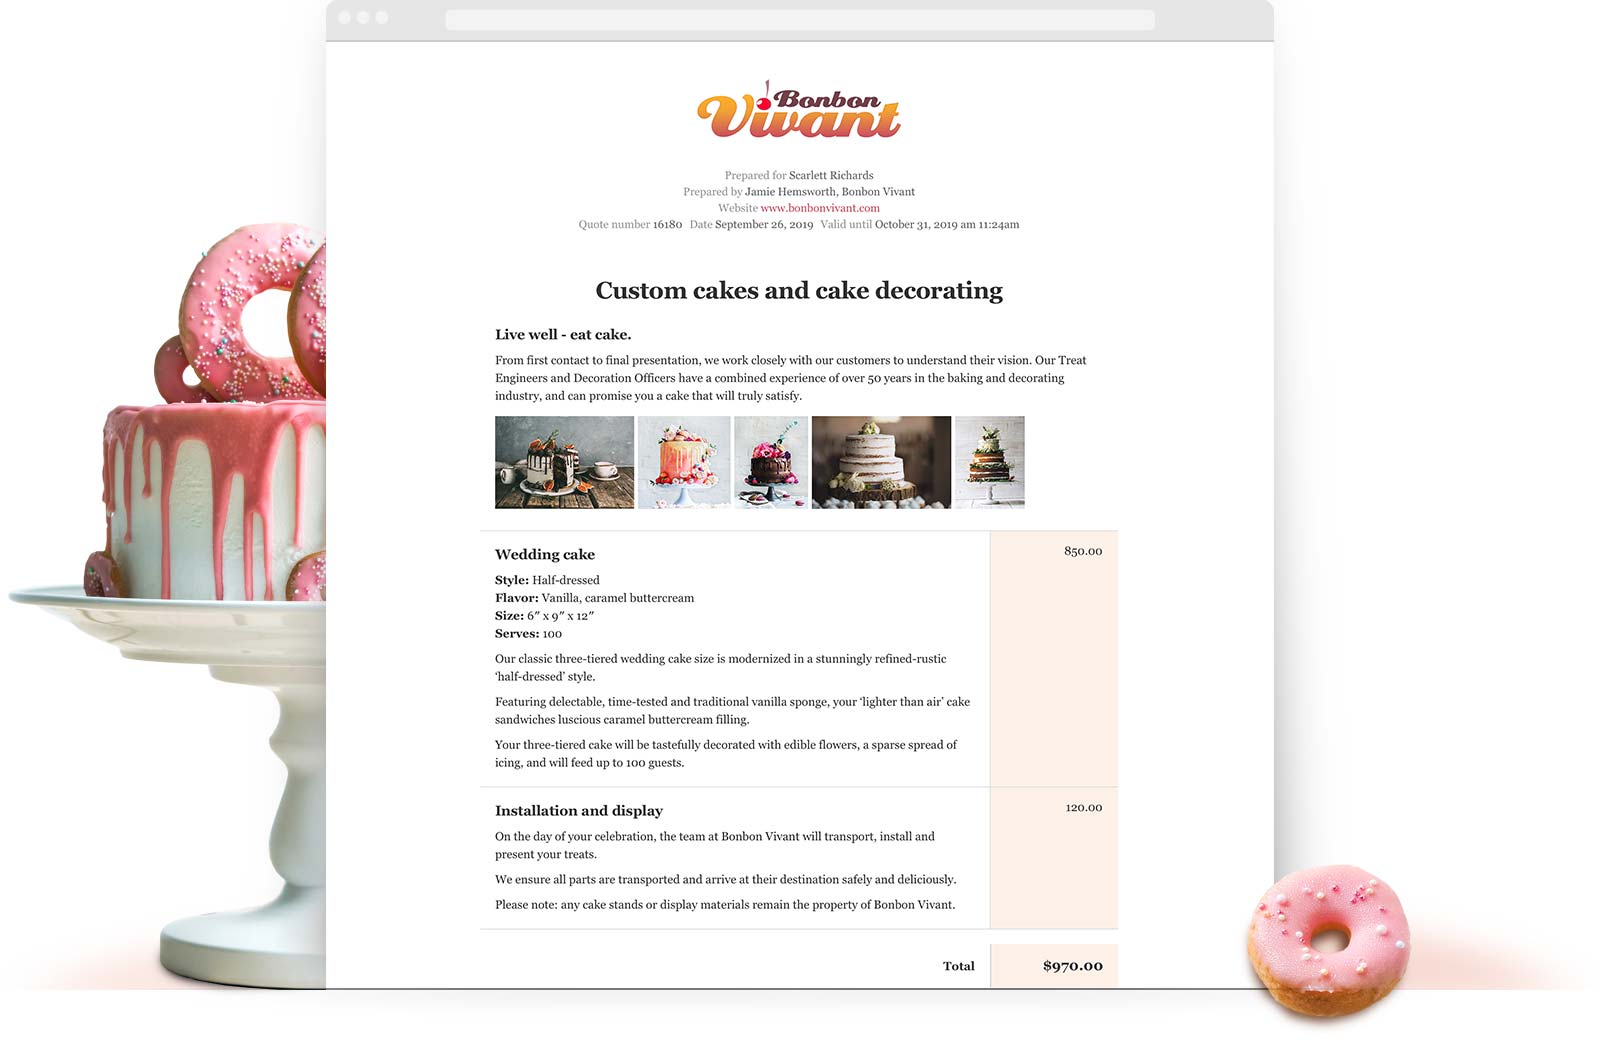 Bonbon
Vivant
Prepared for Scarlett Richards
Prepared by Jamie Hemsworth, Bonbon Vivant
Website www.bonbonvivant.com
Quote number 16180 Date September 26, 2019 Valid until October 31, 2019 am 11:24am
Custom cakes and cake decorating
Live well - eat cake.
From first contact to final presentation, we work closely with our customers to understand their vision. Our Treat
Engineers and Decoration Officers have a combined experience of over 50 years in the baking and decorating
industry, and can promise you a cake that will truly satisfy.
Wedding cake 850.00
Style: Half-dressed
Flavor: Vanilla, caramel buttercream
Size: 6″ x 9″ x 12″
Serves: 100
Our classic three-tiered wedding cake size is modernized in a stunningly refined-rustic
‘half-dressed’ style.
Featuring delectable, time-tested and traditional vanilla sponge, your ‘lighter than air’ cake
sandwiches luscious caramel buttercream filling.
Your three-tiered cake will be tastefully decorated with edible flowers, a sparse spread of
icing, and will feed up to 100 guests.
Installation and display 120.00
On the day of your celebration, the team at Bonbon Vivant will transport, install and
present your treats.
We ensure all parts are transported and arrive at their destination safely and deliciously.
Please note: any cake stands or display materials remain the property of Bonbon Vivant.
Total $970.00